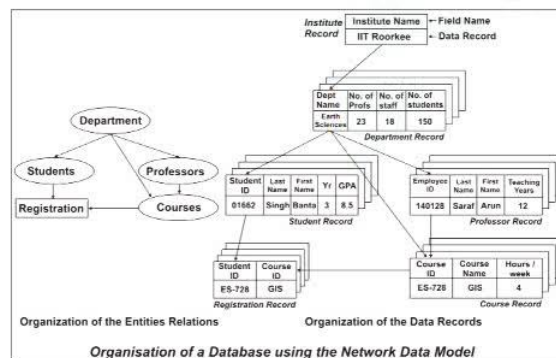 Institute Record
Institute Name
Field Name
IIT Roorkee
Data Record
Dept Name
No. of Profs
No. of staff
No. of students
Earth Sciences
23
18
150
Department Record
Department
Students
Professors
Registration
Courses
Student ID
Last Name
First Name
Yr
GPA
01662
Singh
Banta
3
8.5
Student Record
Employee ID
Last Name
First Name
Teaching Years
140128
Saraf
Arun
12
Professor Record
Student ID
Course ID
ES-728
GIS
Registration Record
Course ID
Course Name
Hours / week
ES-728
GIS
4
Course Record
Organization of the Entities Relations
Organization of the Data Records
Organisation of a Database using the Network Data Model